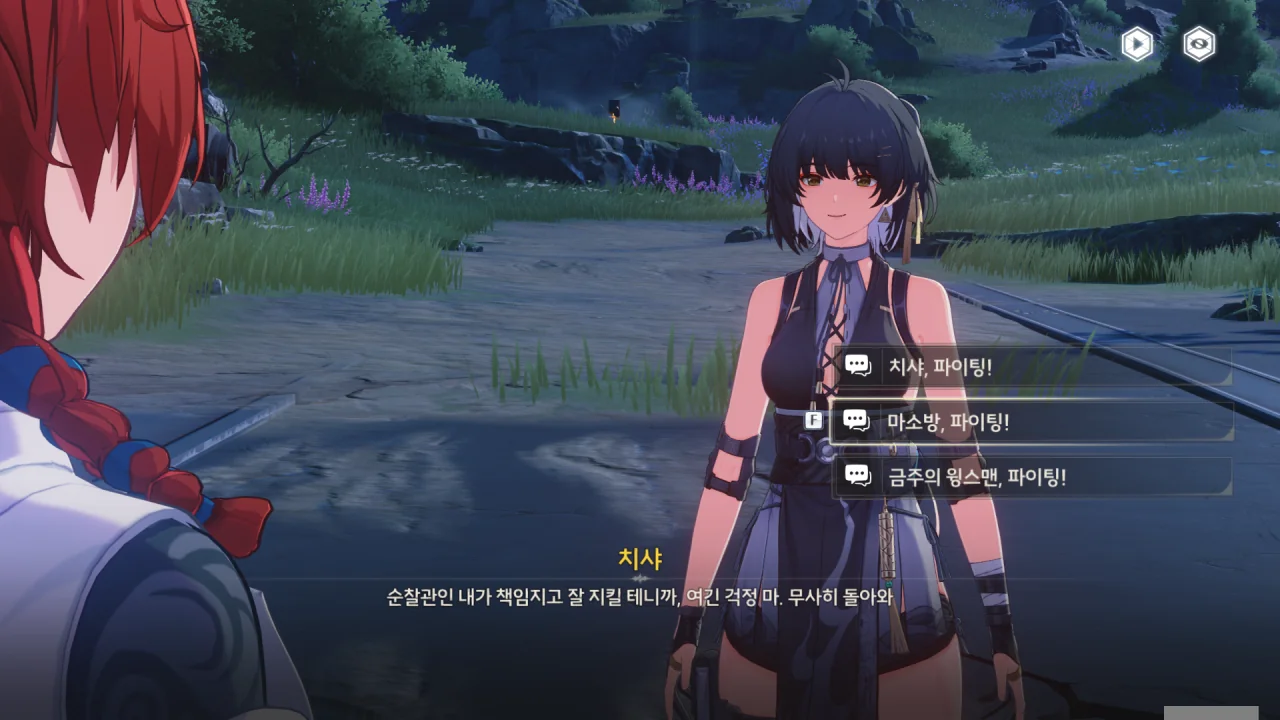 치샤, 파이팅!
F
마소방, 파이팅!
금주의 윙스맨, 파이팅!
치샤
순찰관인 내가 책임지고 잘 지킬 테니까, 여긴 걱정 마. 무사히 돌아와